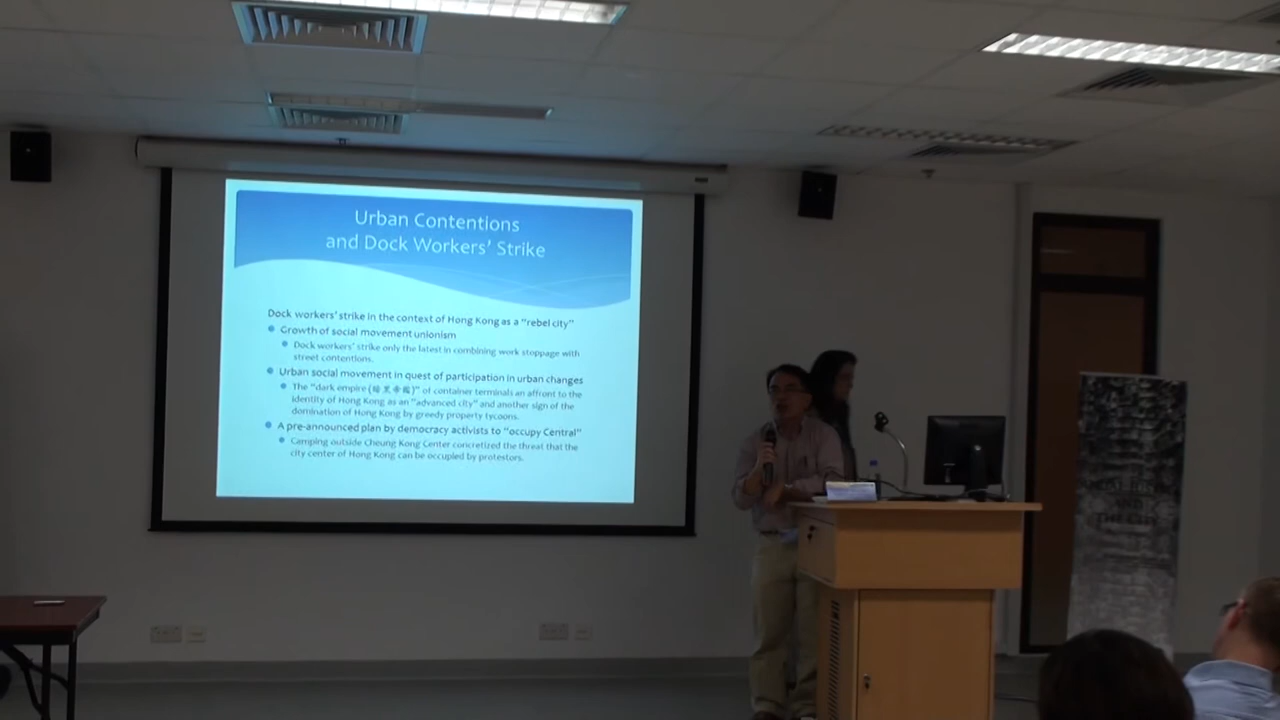 Urban Contentions
and Dock Workers' Strike
Dock workers' strike in the context of Hong Kong as a "rebel city"
Growth of social movement unionism
Dock workers' strike only the latest in combining work stoppage with
street contentions.
Urban social movement in quest of participation in urban changes
The "dark empire (暗黑帝國)" of container terminals an affront to the
identity of Hong Kong as an "advanced city" and another sign of the
domination of Hong Kong by greedy property tycoons.
A pre-announced plan by democracy activists to "occupy Central"
Camping outside Cheung Kong Center concretized the threat that the
city center of Hong Kong can be occupied by protestors.